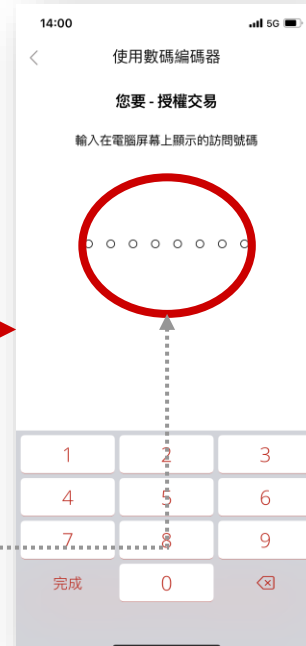 14:00 5G
使用數碼編碼器
您要 - 授權交易
輸入在電腦屏幕上顯示的訪問號碼
1 2 3
4 5 6
7 8 9
完成 0